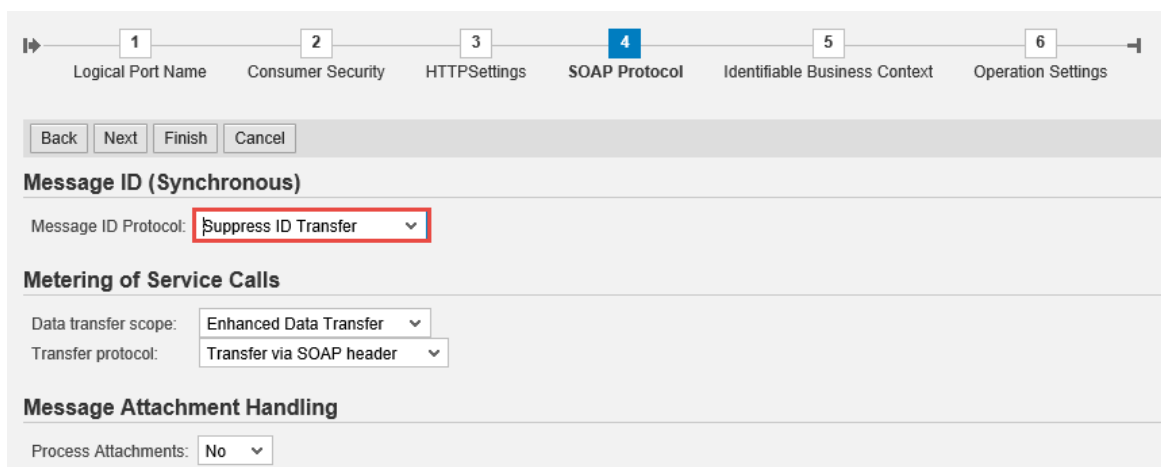 1 2 3 4 5 6
Logical Port Name Consumer Security HTTPSettings SOAP Protocol Identifiable Business Context Operation Settings
Back Next Finish Cancel
Message ID (Synchronous)
Message ID Protocol: Suppress ID Transfer
Metering of Service Calls
Data transfer scope: Enhanced Data Transfer
Transfer protocol: Transfer via SOAP header
Message Attachment Handling
Process Attachments: No